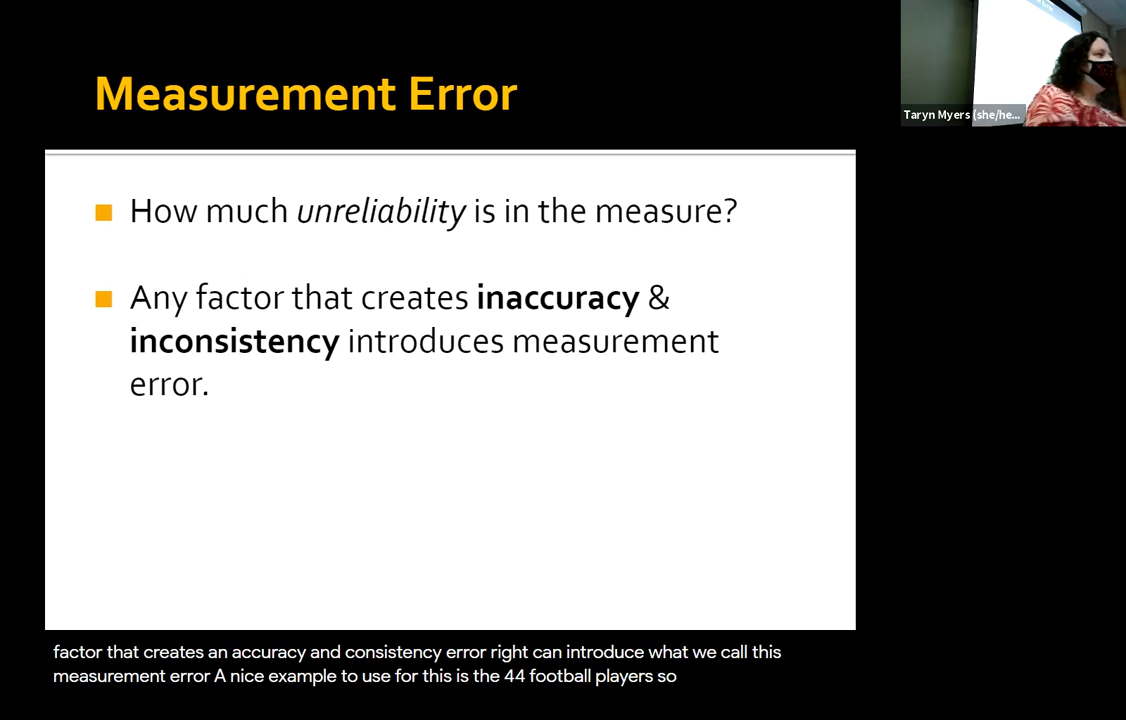 Measurement Error
Taryn Myers (she/he...
How much unreliability is in the measure?
Any factor that creates inaccuracy &
inconsistency introduces measurement
error.
factor that creates an accuracy and consistency error right can introduce what we call this
measurement error A nice example to use for this is the 44 football players so